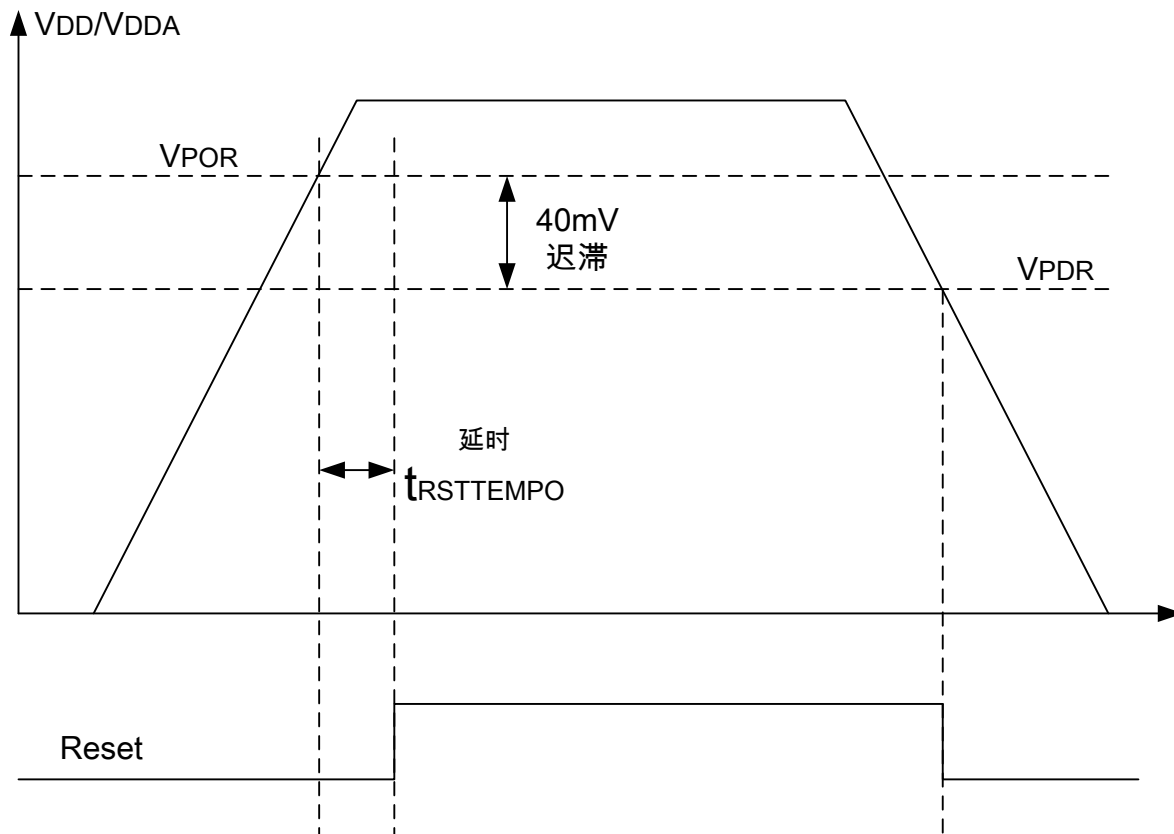 VDD/VDDA
VPOR
40mV
迟滞
VPDR
延时
tRSTTEMPO
Reset